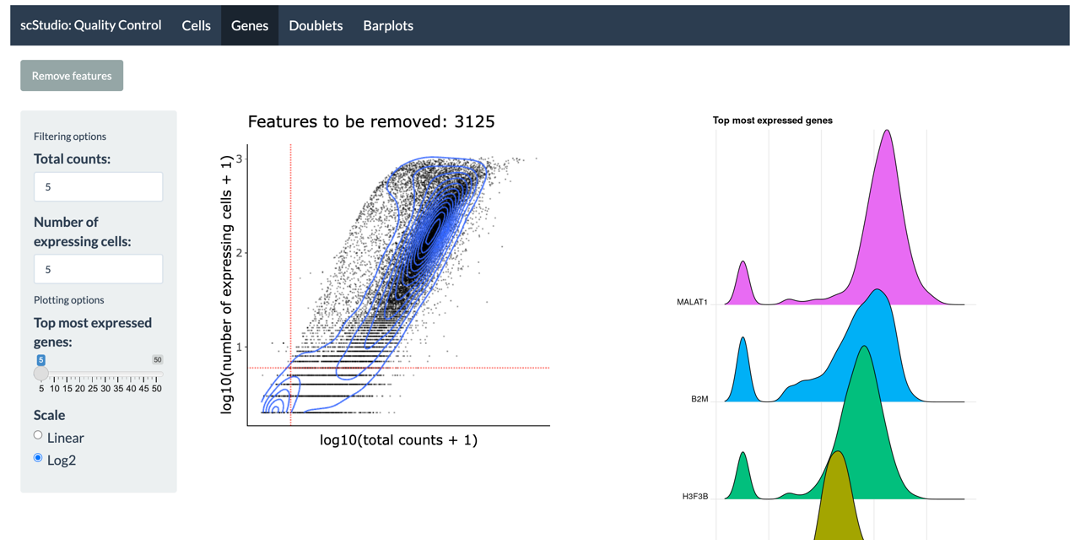 scStudio: Quality Control Cells Genes Doublets Barplots
Remove features
Filtering options
Total counts:
5
Number of
expressing cells:
5
Plotting options
Top most expressed
genes:
5 50
5 10 15 20 25 30 35 40 45 50
Scale
Linear
Log2
Features to be removed: 3125
log10(number of expressing cells + 1)
3
2
1
log10(total counts + 1)
Top most expressed genes
MALAT1
B2M
H3F3B